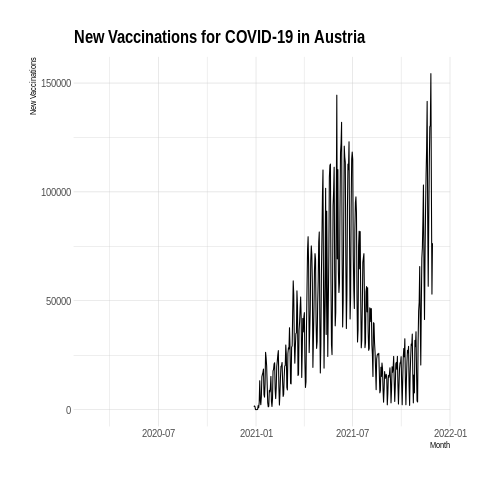 New Vaccinations for COVID-19 in Austria
New Vaccinations
150000
100000
50000
0
2020-07 2021-01 2021-07 2022-01
Month